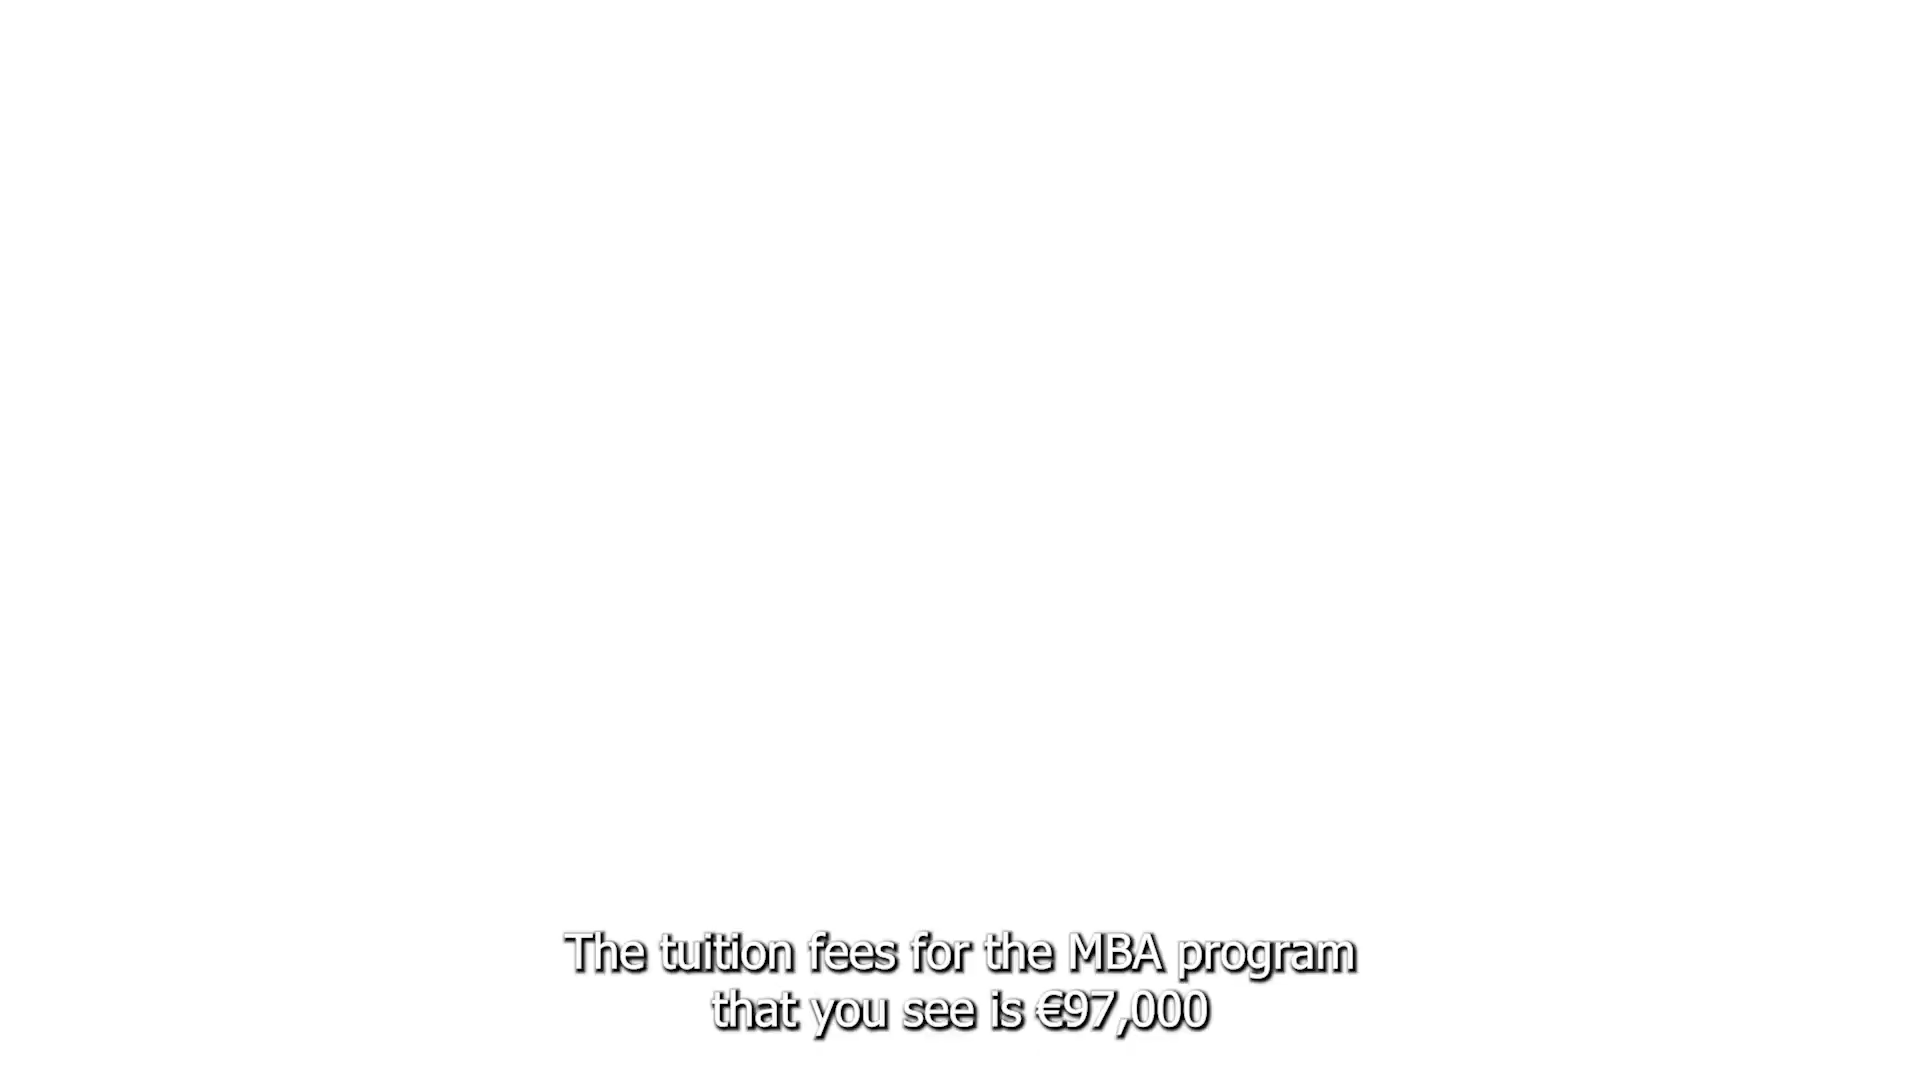 The tuition fees for the MBA program
that you see is €97,000